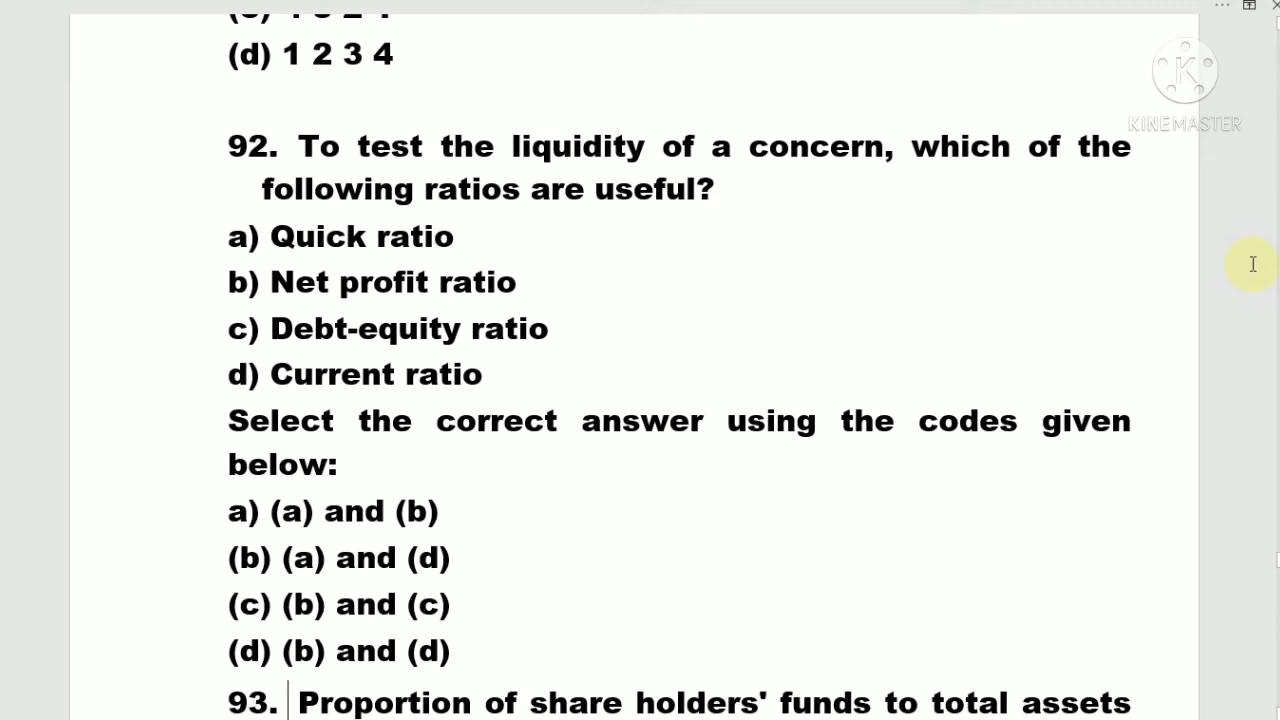 (d) 1 2 3 4
K
KINEMASTER
92. To test the liquidity of a concern, which of the
following ratios are useful?
a) Quick ratio
b) Net profit ratio
c) Debt-equity ratio
d) Current ratio
Select the correct answer using the codes given
below:
a) (a) and (b)
(b) (a) and (d)
(c) (b) and (c)
(d) (b) and (d)
93. Proportion of share holders' funds to total assets